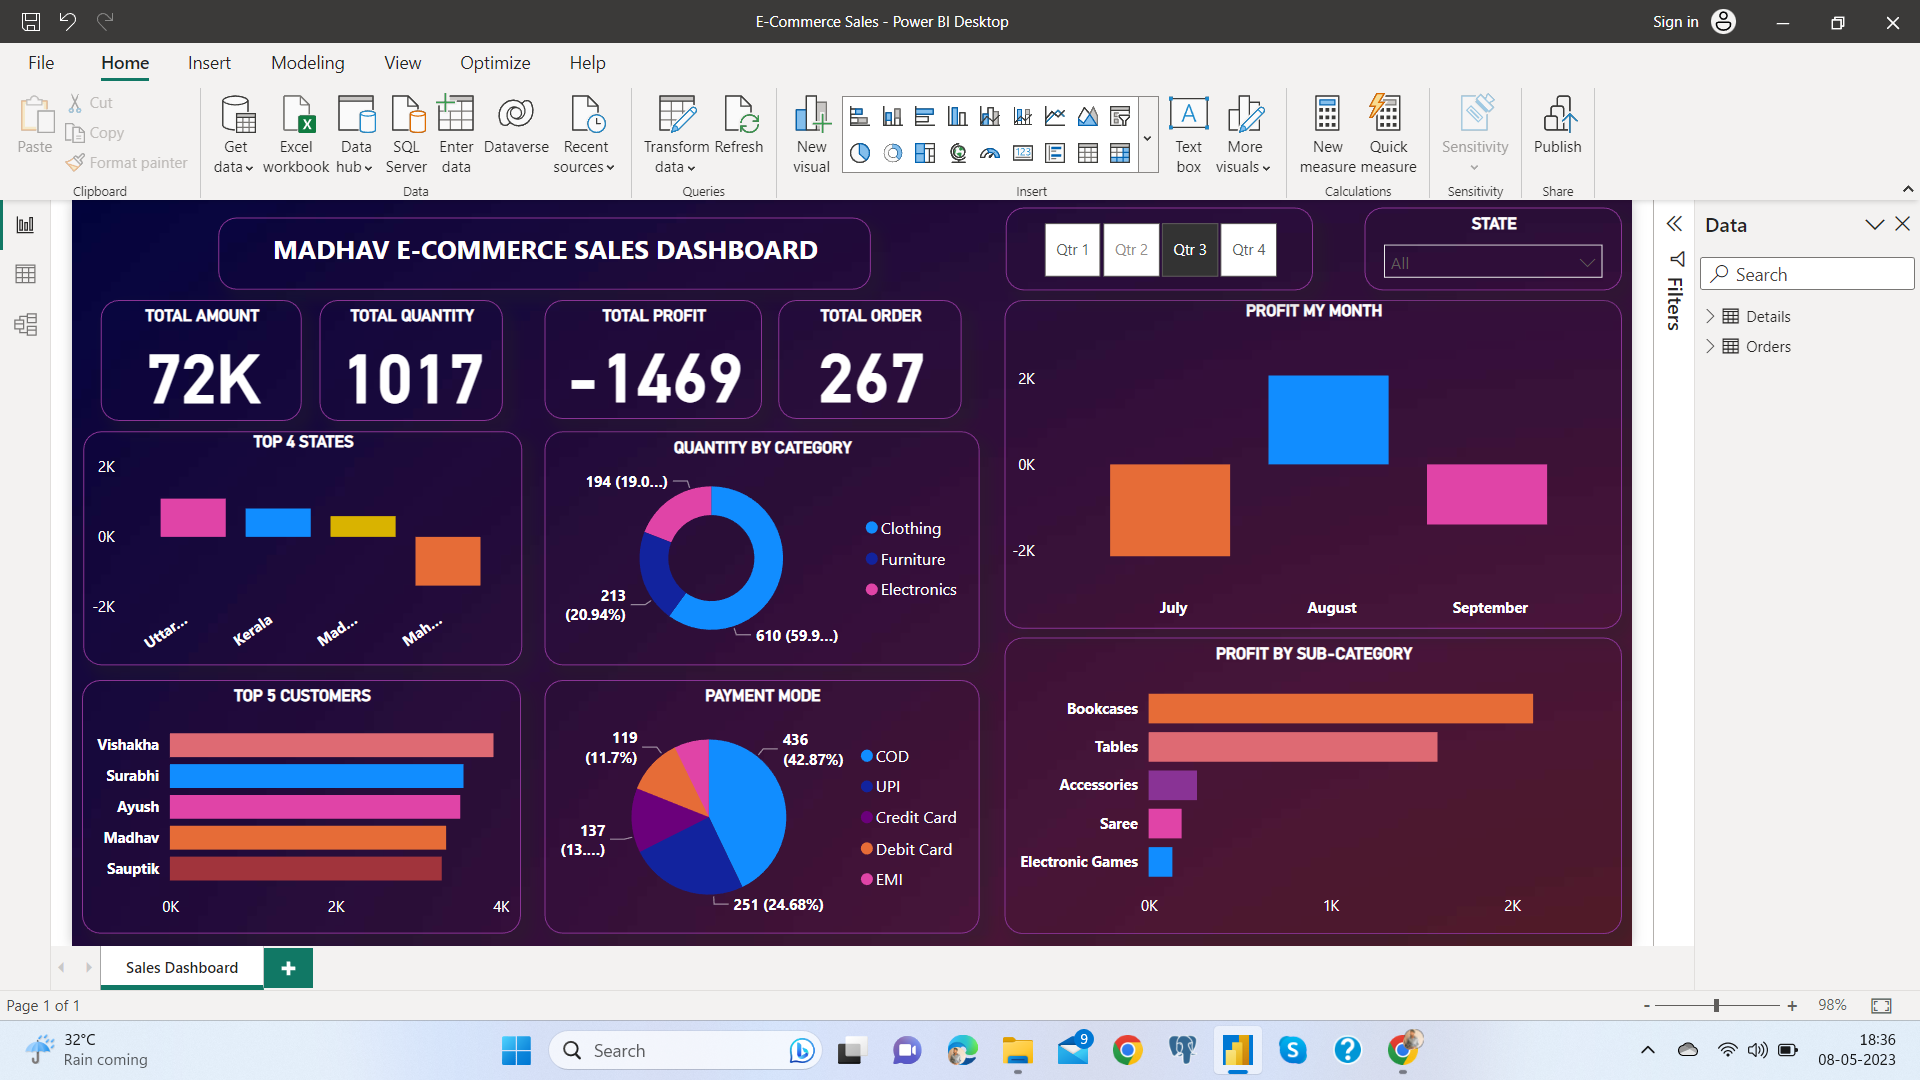 E-Commerce Sales - Power BI Desktop
Sign in
File Home Insert Modeling View Optimize Help
Paste
Cut
Copy
Format painter
Clipboard
Get data
Excel workbook
Data hub
SQL Server
Enter data
Dataverse
Recent sources
Data
Transform data
Refresh
Queries
New visual
123
Text box
More visuals
Insert
New measure
Quick measure
Calculations
Sensitivity
Sensitivity
Publish
Share
MADHAV E-COMMERCE SALES DASHBOARD
Qtr 1 Qtr 2 Qtr 3 Qtr 4
STATE
All
TOTAL AMOUNT
72K
TOTAL QUANTITY
1017
TOTAL PROFIT
-1469
TOTAL ORDER
267
PROFIT MY MONTH
2K
0K
-2K
July August September
TOP 4 STATES
2K
0K
-2K
Uttar... Kerala Mad... Mah...
QUANTITY BY CATEGORY
194 (19.0...)
213
(20.94%)
610 (59.9...)
Clothing
Furniture
Electronics
TOP 5 CUSTOMERS
Vishakha
Surabhi
Ayush
Madhav
Sauptik
0K 2K 4K
PAYMENT MODE
119
(11.7%)
436
(42.87%)
137
(13....)
251 (24.68%)
COD
UPI
Credit Card
Debit Card
EMI
PROFIT BY SUB-CATEGORY
Bookcases
Tables
Accessories
Saree
Electronic Games
0K 1K 2K
Filters
Data
Search
Details
Orders
Sales Dashboard
Page 1 of 1
- + 98%
32°C
Rain coming
Search
9
18:36
08-05-2023